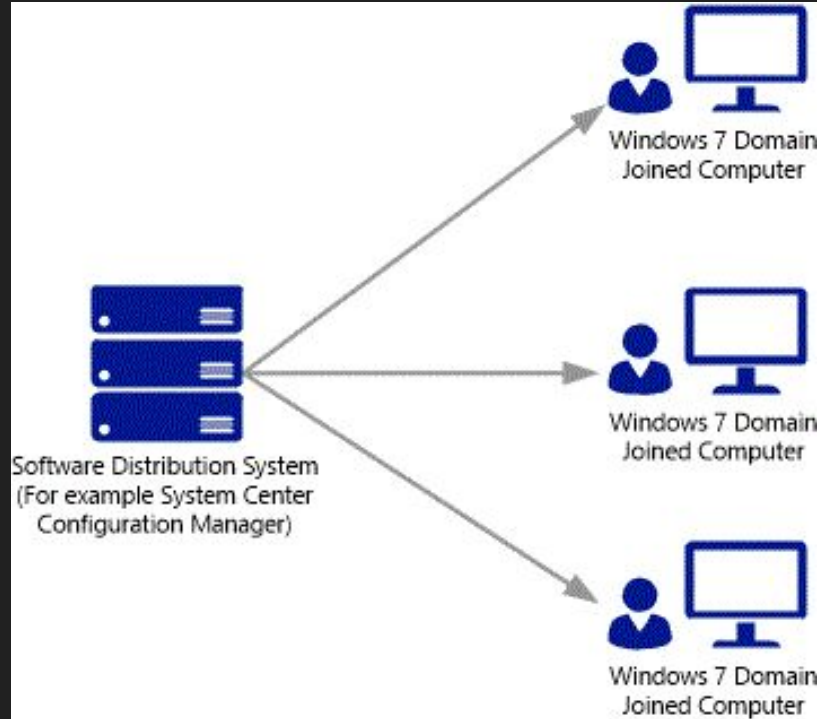 Windows 7 Domain
Joined Computer
Windows 7 Domain
Joined Computer
Software Distribution System
(For example System Center
Configuration Manager)
Windows 7 Domain
Joined Computer